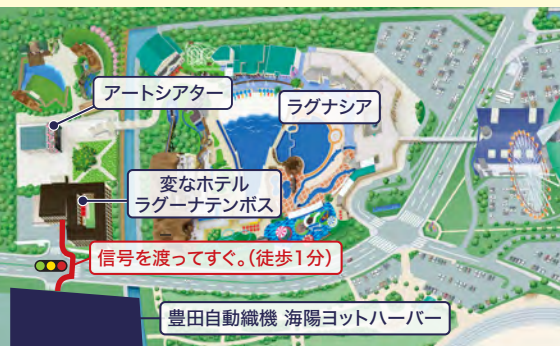 アートシアター
ラグナシア
変なホテル
ラグーナテンボス
信号を渡ってすぐ。(徒歩1分)
豊田自動織機 海陽ヨットハーバー